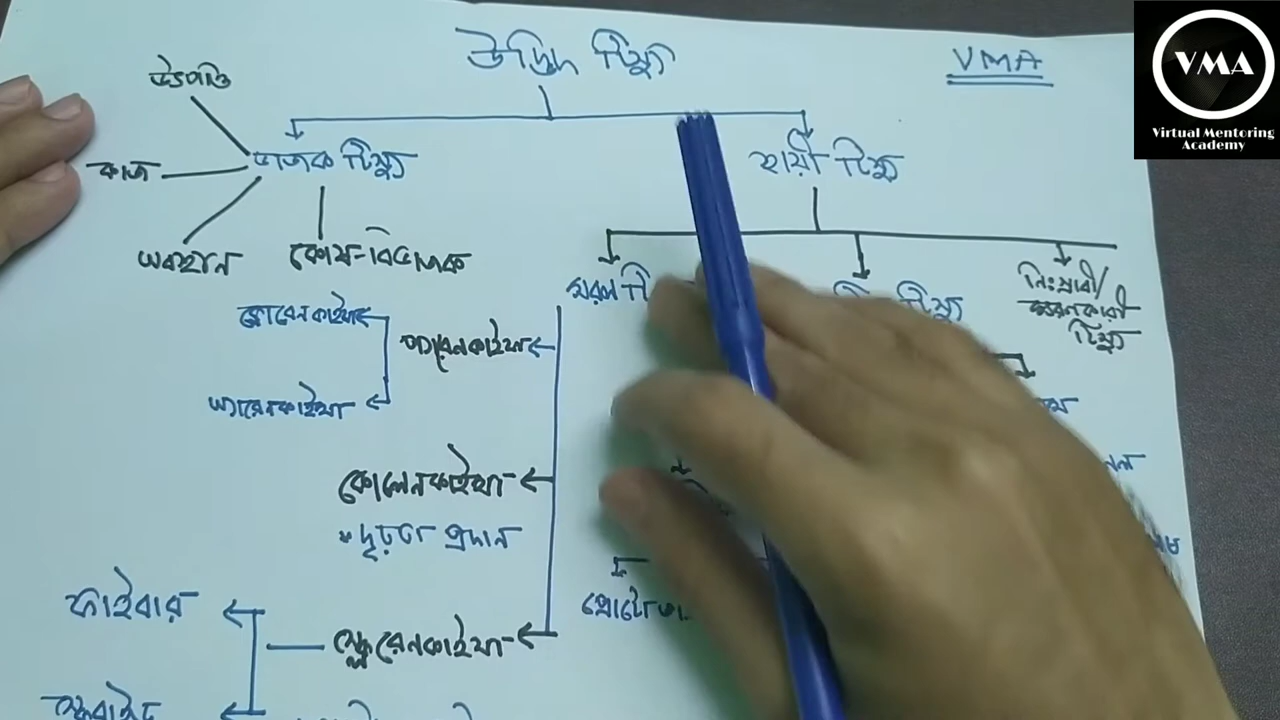 উদ্ভিদ টিস্যু
VMA
VMA
Virtual Mentoring
Academy
উৎপত্তি
কাজ
ভাজক টিস্যু
স্থায়ী টিস্যু
অবস্থান
কোষ-বিভাজক
সরল
টিস্যু
নিঃস্রাবী/
ক্ষরণকারী
টিস্যু
ক্লোরেনকাইমা
প্যারেনকাইমা
অ্যারেনকাইমা
কোলেনকাইমা
দৃঢ়তা প্রদান
ফাইবার
স্ক্লেরেনকাইমা